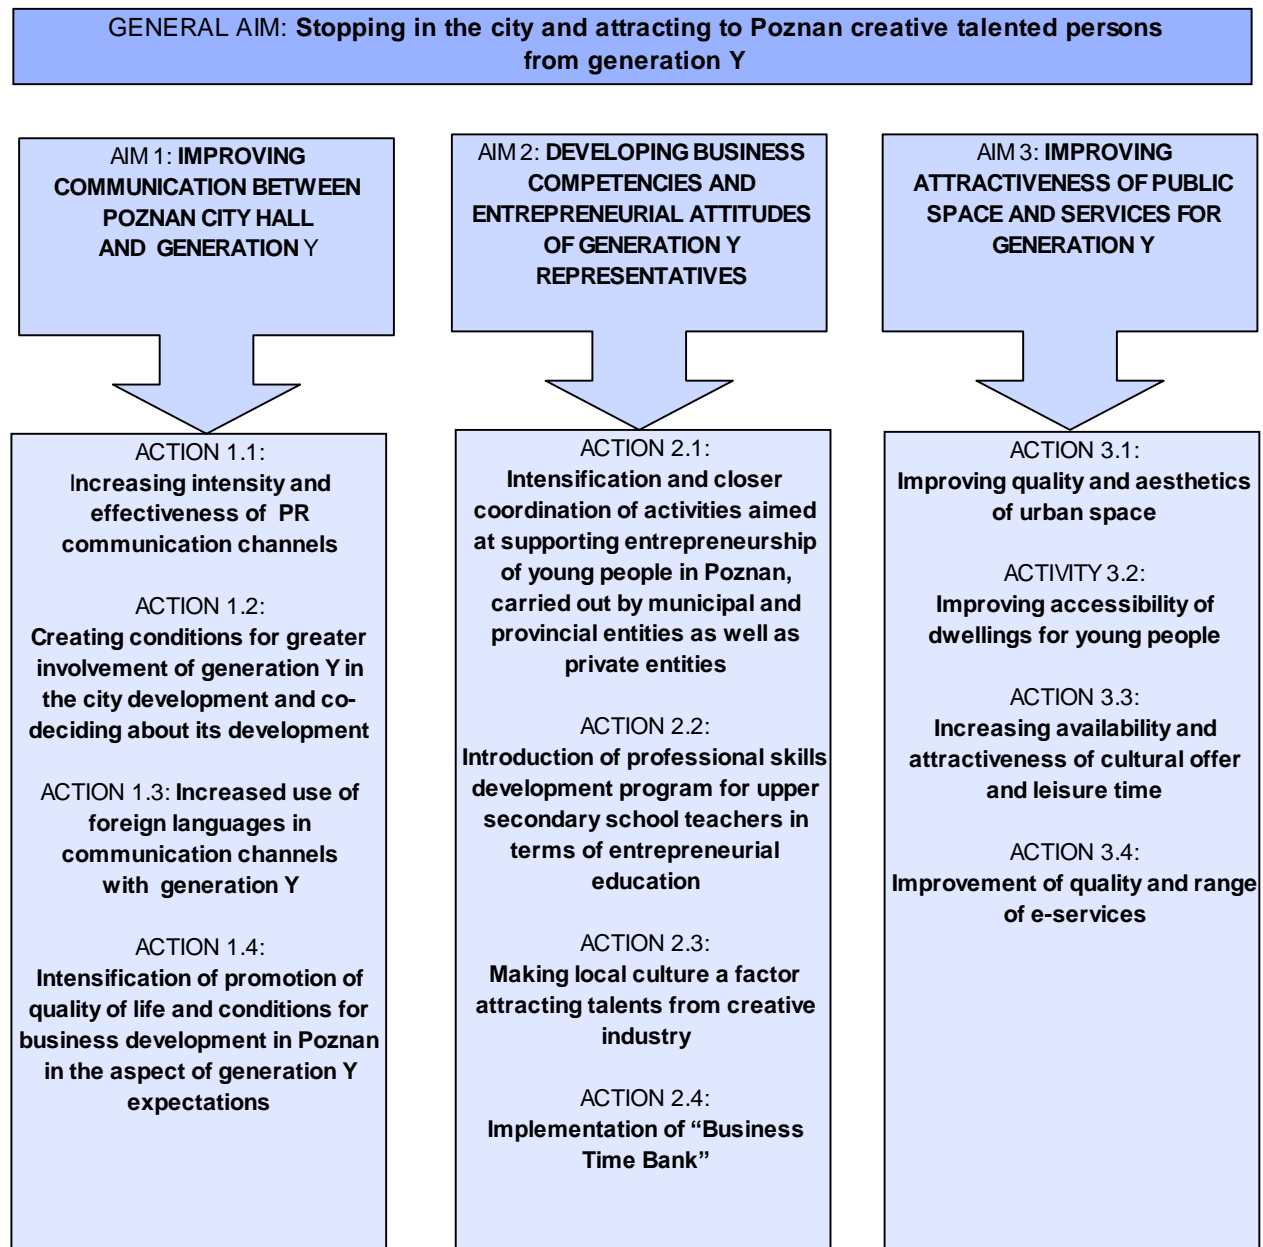 GENERAL AIM: Stopping in the city and attracting to Poznan creative talented persons
from generation Y
AIM 1: IMPROVING
COMMUNICATION BETWEEN
POZNAN CITY HALL
AND GENERATION Y
AIM 2: DEVELOPING BUSINESS
COMPETENCIES AND
ENTREPRENEURIAL ATTITUDES
OF GENERATION Y
REPRESENTATIVES
AIM 3: IMPROVING
ATTRACTIVENESS OF PUBLIC
SPACE AND SERVICES FOR
GENERATION Y
ACTION 1.1:
Increasing intensity and
effectiveness of PR
communication channels
ACTION 1.2:
Creating conditions for greater
involvement of generation Y in
the city development and co-
deciding about its development
ACTION 1.3: Increased use of
foreign languages in
communication channels
with generation Y
ACTION 1.4:
Intensification of promotion of
quality of life and conditions for
business development in Poznan
in the aspect of generation Y
expectations
ACTION 2.1:
Intensification and closer
coordination of activities aimed
at supporting entrepreneurship
of young people in Poznan,
carried out by municipal and
provincial entities as well as
private entities
ACTION 2.2:
Introduction of professional skills
development program for upper
secondary school teachers in
terms of entrepreneurial
education
ACTION 2.3:
Making local culture a factor
attracting talents from creative
industry
ACTION 2.4:
Implementation of “Business
Time Bank”
ACTION 3.1:
Improving quality and aesthetics
of urban space
ACTIVITY 3.2:
Improving accessibility of
dwellings for young people
ACTION 3.3:
Increasing availability and
attractiveness of cultural offer
and leisure time
ACTION 3.4:
Improvement of quality and range
of e-services